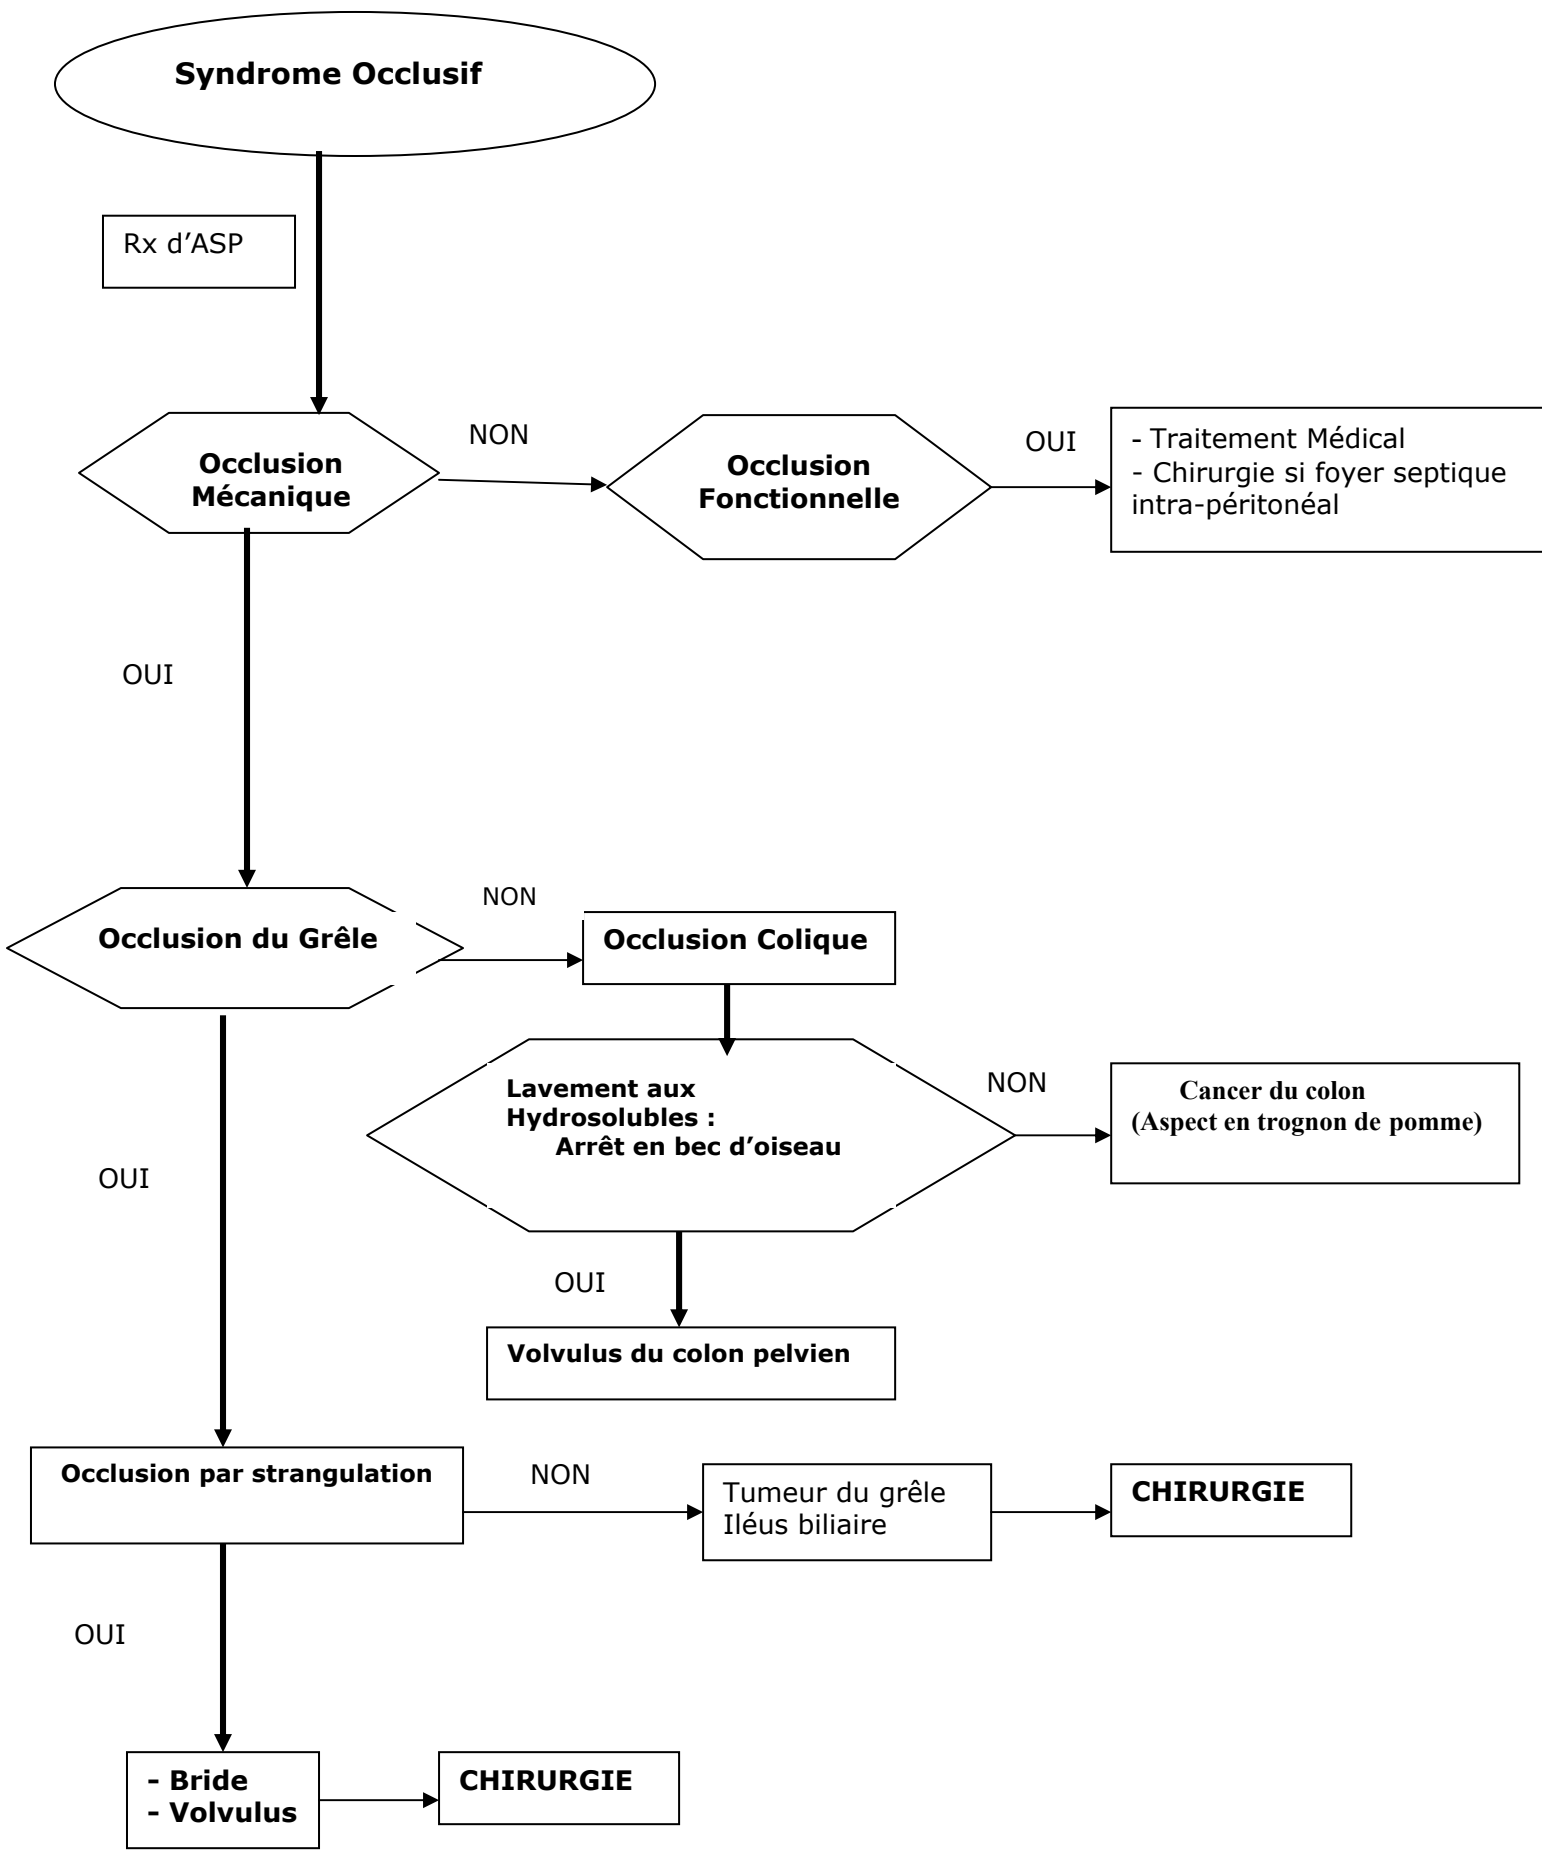 Syndrome Occlusif
Rx d’ASP
Occlusion
Mécanique
NON
Occlusion
Fonctionnelle
OUI
- Traitement Médical
- Chirurgie si foyer septique
intra-péritonéal
OUI
Occlusion du Grêle
NON
Occlusion Colique
Lavement aux
Hydrosolubles :
Arrêt en bec d’oiseau
NON
Cancer du colon
(Aspect en trognon de pomme)
OUI
OUI
Volvulus du colon pelvien
Occlusion par strangulation
NON
Tumeur du grêle
Iléus biliaire
CHIRURGIE
OUI
- Bride
- Volvulus
CHIRURGIE